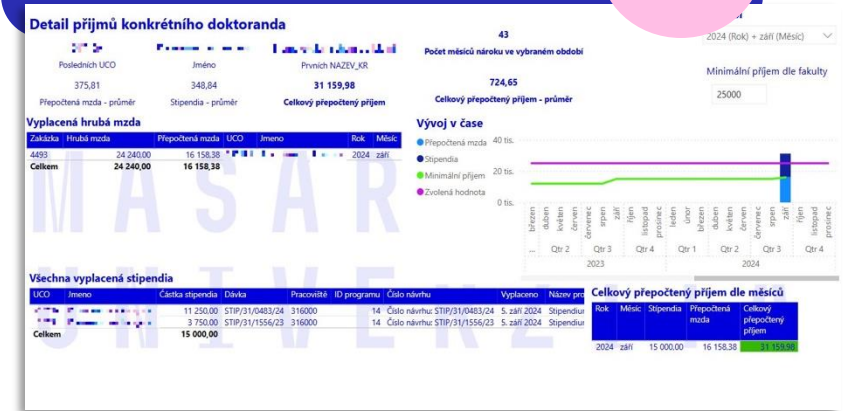 Detail příjmů konkrétního doktoranda
Posledních UCO
Jméno
Prvních NAZEV_KR
375,81
348,84
31 159,98
Přepočtená mzda - průměr
Stipendia - průměr
Celkový přepočtený příjem
43
Počet měsíců nároku ve vybraném období
724,65
Celkový přepočtený příjem - průměr
2024 (Rok) + září (Měsíc)
Minimální příjem dle fakulty
25000
Vyplacená hrubá mzda
Zakázka Hrubá mzda Přepočtená mzda UCO Jmeno Rok Měsíc
4493 24 240,00 16 158,38 2024 září
Celkem 24 240,00 16 158,38
Vývoj v čase
Přepočtená mzda
Stipendia
Minimální příjem
Zvolená hodnota
40 tis.
20 tis.
0 tis.
březen duben květen červen červenec srpen září říjen listopad prosinec leden únor březen duben květen červen červenec srpen září říjen listopad prosinec
... Qtr 2 Qtr 3 Qtr 4 Qtr 1 Qtr 2 Qtr 3 Qtr 4
2023 2024
MASAR
UNIVERZ
Všechna vyplacená stipendia
UCO Jmeno Částka stipendia Dávka Pracoviště ID programu Číslo návrhu Vyplaceno Název pro
11 250,00 STIP/31/0483/24 316000 14 Číslo návrhu: STIP/31/0483/24 5. září 2024 Stipendiur
3 750,00 STIP/31/1556/23 316000 14 Číslo návrhu: STIP/31/1556/23 5. září 2024 Stipendiur
Celkem 15 000,00
Celkový přepočtený příjem dle měsíců
Rok Měsíc Stipendia Přepočtená mzda Celkový přepočtený příjem
2024 září 15 000,00 16 158,38 31 159,98